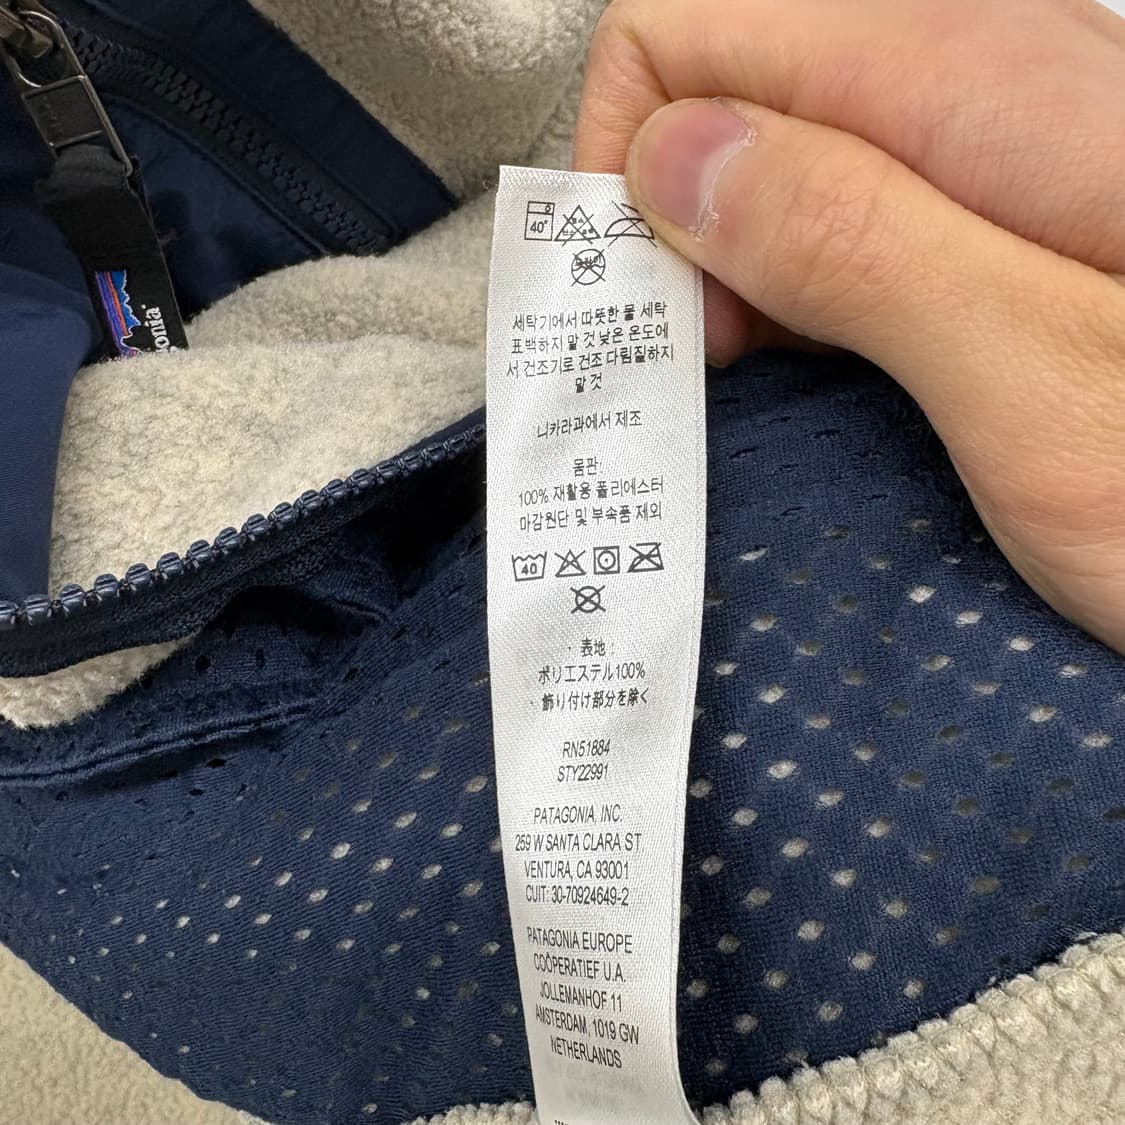 40°
세탁기에서 따뜻한 물 세탁
표백하지 말 것 낮은 온도에
서 건조기로 건조 다림질하지
말 것
니카라과에서 제조
몸판:
100% 재활용 폴리에스터
마감원단 및 부속품 제외
40
表地:
ポリエステル100%
飾り付け部分を除く
RN51884
STY22991
PATAGONIA, INC.
259 W SANTA CLARA ST
VENTURA, CA 93001
CUIT: 30-70924649-2
PATAGONIA EUROPE
COÖPERATIEF U.A.
JOLLEMANHOF 11
AMSTERDAM, 1019 GW
NETHERLANDS